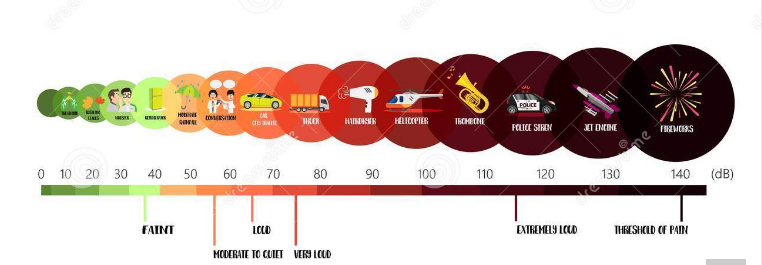 WHISPER
REFRIGERATOR
MODERATE
RAINFALL
CONVERSATION
CAR
CITY TRAFFIC
TRUCK
HAIRDRYER
HELICOPTER
TROMBONE
POLICE
POLICE SIREN
JET ENGINE
FIREWORKS
0 10 20 30 40 50 60 70 80 90 100 110 120 130 140 (dB)
FAINT
LOUD
EXTREMELY LOUD
THRESHOLD OF PAIN
MODERATE TO QUIET
VERY LOUD